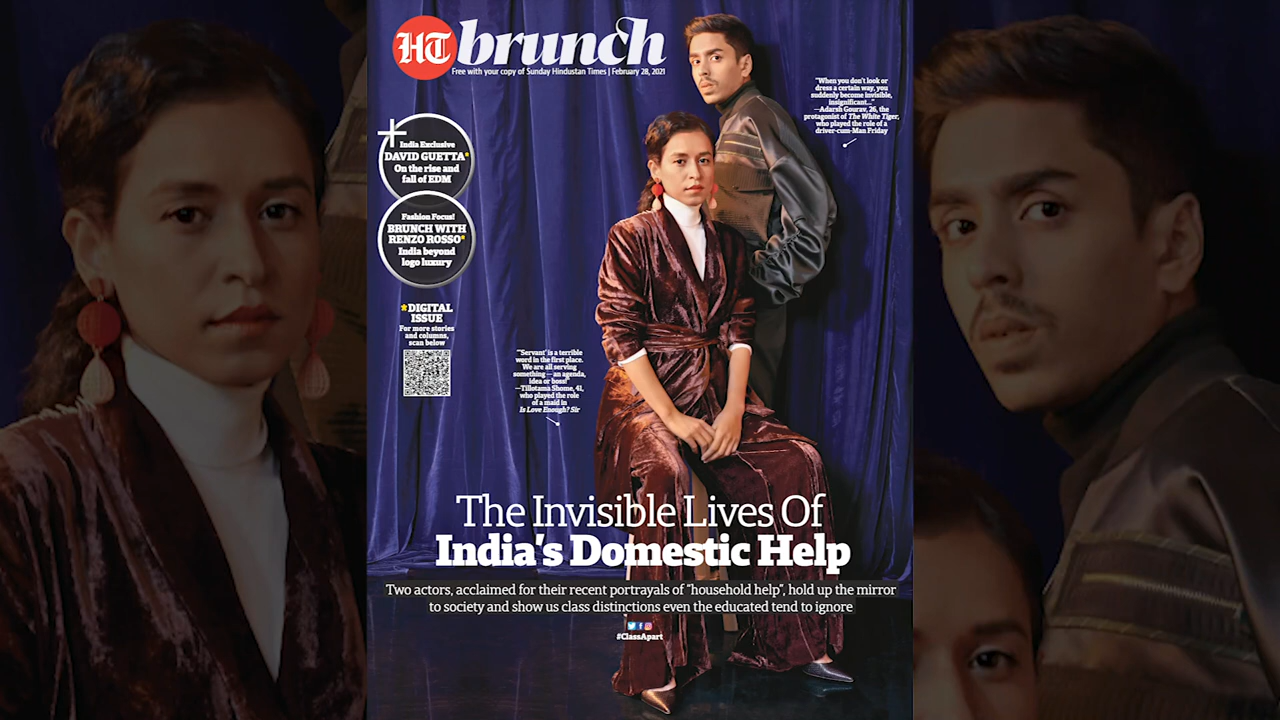 HT brunch
Free with your copy of Sunday Hindustan Times | February 28, 2021
"When you don't look or
dress a certain way, you
suddenly become invisible,
insignificant..."
—Adarsh Gourav, 26, the
protagonist of The White Tiger,
who played the role of a
driver-cum-Man Friday
India Exclusive
DAVID GUETTA*
On the rise and
fall of EDM
Fashion Focus!
BRUNCH WITH
RENZO ROSSO*
India beyond
logo luxury
*DIGITAL
ISSUE
For more stories
and columns,
scan below
"'Servant' is a terrible
word in the first place.
We are all serving
something — an agenda,
idea or boss!"
—Tillotama Shome, 41,
who played the role
of a maid in
Is Love Enough? Sir
The Invisible Lives Of
India's Domestic Help
Two actors, acclaimed for their recent portrayals of "household help", hold up the mirror
to society and show us class distinctions even the educated tend to ignore
#ClassApart